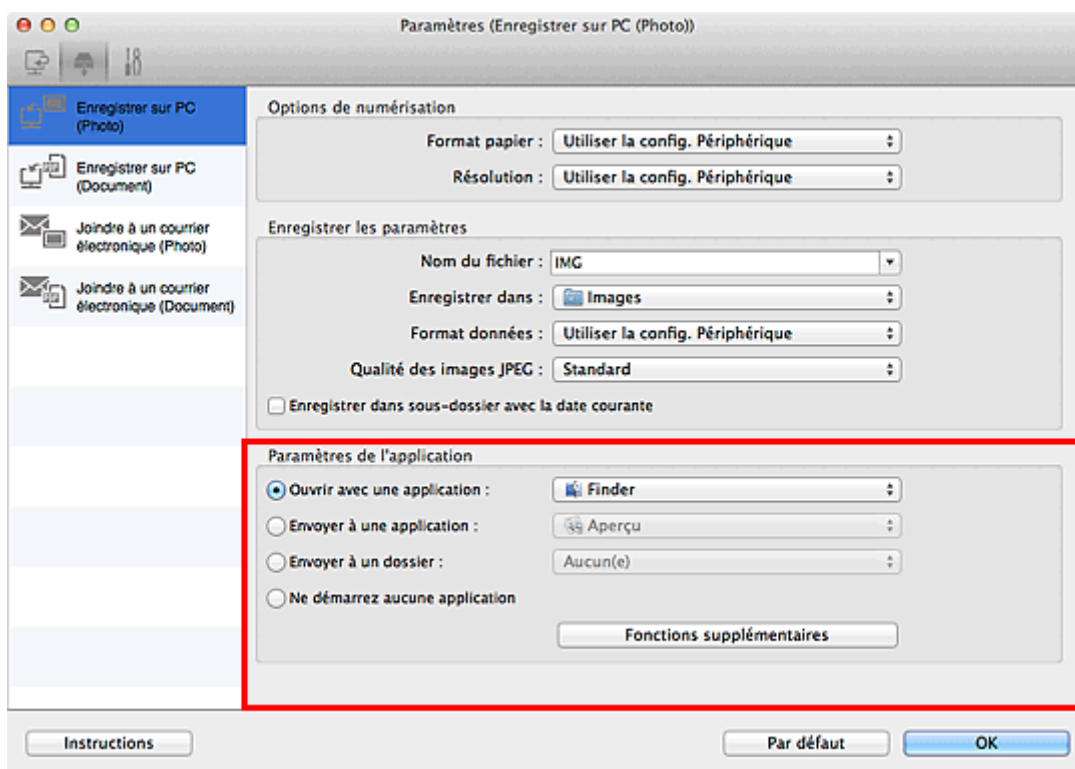 Paramètres (Enregistrer sur PC (Photo))
Enregistrer sur PC
(Photo)
Enregistrer sur PC
(Document)
Joindre à un courrier
électronique (Photo)
Joindre à un courrier
électronique (Document)
Options de numérisation
Format papier : Utiliser la config. Périphérique
Résolution : Utiliser la config. Périphérique
Enregistrer les paramètres
Nom du fichier : IMG
Enregistrer dans : Images
Format données : Utiliser la config. Périphérique
Qualité des images JPEG : Standard
Enregistrer dans sous-dossier avec la date courante
Paramètres de l'application
Ouvrir avec une application : Finder
Envoyer à une application : Aperçu
Envoyer à un dossier : Aucun(e)
Ne démarrez aucune application
Fonctions supplémentaires
Instructions
Par défaut
OK